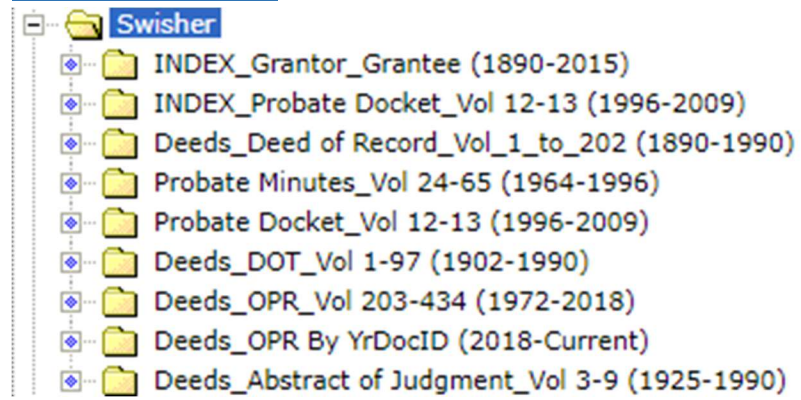 Swisher
INDEX_Grantor_Grantee (1890-2015)
INDEX_Probate Docket_Vol 12-13 (1996-2009)
Deeds_Deed of Record_Vol_1_to_202 (1890-1990)
Probate Minutes_Vol 24-65 (1964-1996)
Probate Docket_Vol 12-13 (1996-2009)
Deeds_DOT_Vol 1-97 (1902-1990)
Deeds_OPR_Vol 203-434 (1972-2018)
Deeds_OPR By YrDocID (2018-Current)
Deeds_Abstract of Judgment_Vol 3-9 (1925-1990)